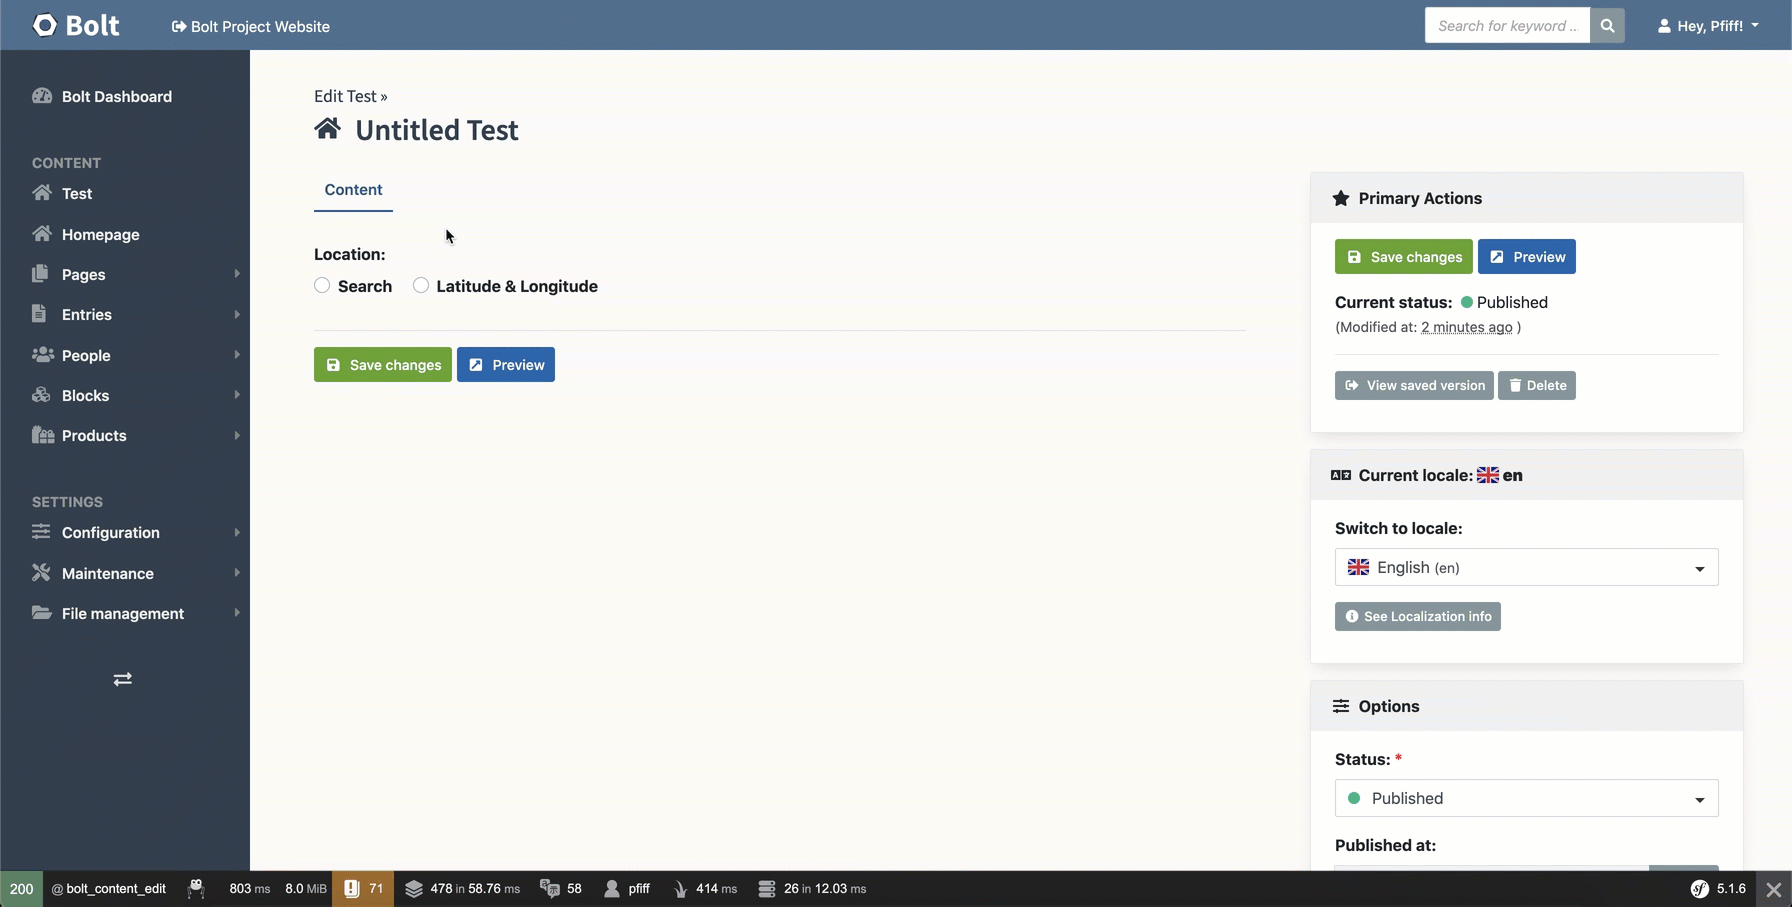 Bolt
Bolt Project Website
Search for keyword ...
Hey, Pfiff!
Bolt Dashboard
CONTENT
Test
Homepage
Pages
Entries
People
Blocks
Products
SETTINGS
Configuration
Maintenance
File management
Edit Test »
Untitled Test
Content
Location:
Search
Latitude & Longitude
Save changes
Preview
Primary Actions
Save changes
Preview
Current status: Published
(Modified at: 2 minutes ago )
View saved version
Delete
Current locale: en
Switch to locale:
English (en)
See Localization info
Options
Status: *
Published
Published at:
200 @ bolt_content_edit 803 ms 8.0 MiB 71 478 in 58.76 ms 58 pfiff 414 ms 26 in 12.03 ms sf 5.1.6